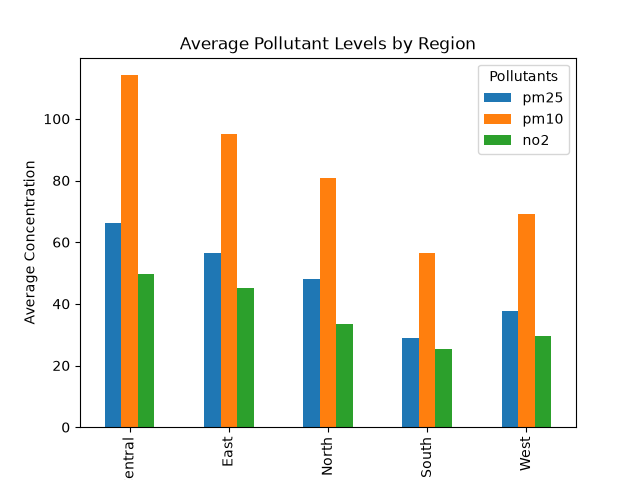 Average Pollutant Levels by Region
Pollutants
pm25
pm10
no2
Average Concentration
100
80
60
40
20
0
entral
East
North
South
West